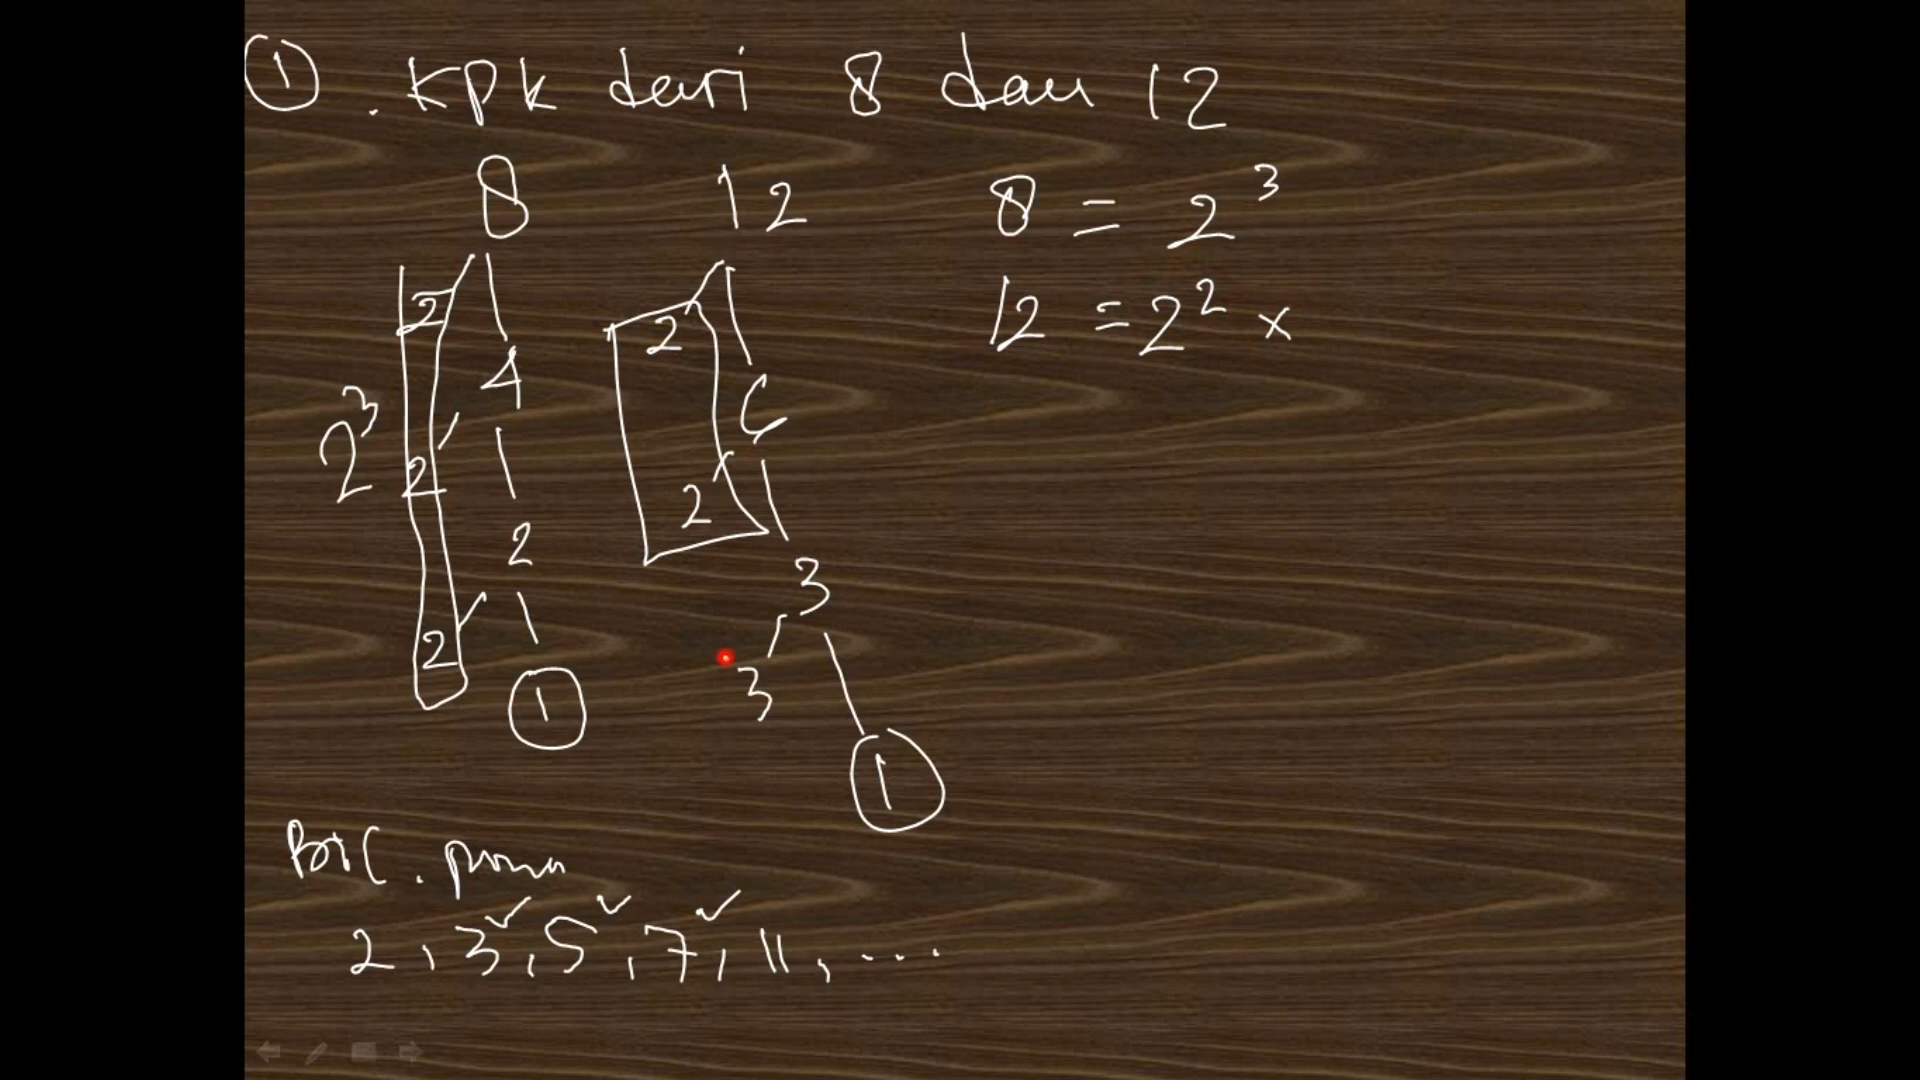 ① . KPK dari 8 dan 12
8 12 8 = 2³
12 = 2² x
2 2
4 6
2³
2 2
2 3
2 3
1 1
Bil. prima
2, 3, 5, 7, 11, ...